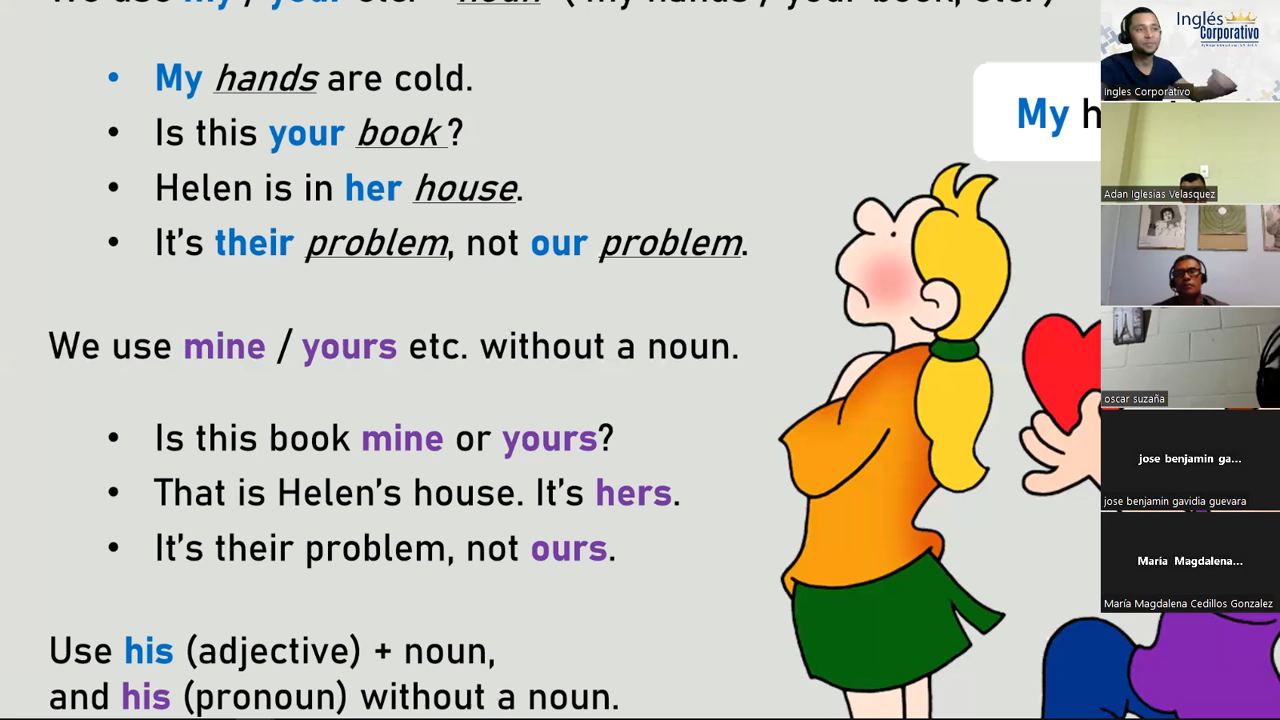 We use my / your etc. + noun (my hands / your book, etc.)
• My hands are cold.
• Is this your book ?
• Helen is in her house.
• It's their problem, not our problem.
We use mine / yours etc. without a noun.
• Is this book mine or yours?
• That is Helen's house. It's hers.
• It's their problem, not ours.
Use his (adjective) + noun,
and his (pronoun) without a noun.
My h
Inglés
Corporativo
Ingles Corporativo
Adan Iglesias Velasquez
oscar suzaña
jose benjamin ga...
jose benjamin gavidia guevara
María Magdalena...
María Magdalena Cedillos Gonzalez